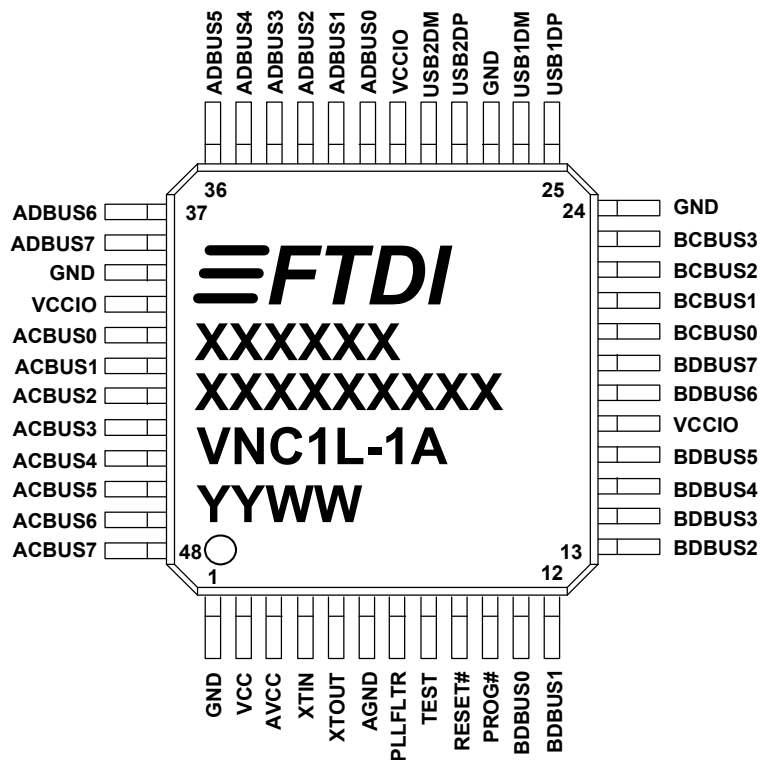 ADBUS5
ADBUS4
ADBUS3
ADBUS2
ADBUS1
ADBUS0
VCCIO
USB2DM
USB2DP
GND
USB1DM
USB1DP
36
25
37
24
ADBUS6
ADBUS7
GND
VCCIO
ACBUS0
ACBUS1
ACBUS2
ACBUS3
ACBUS4
ACBUS5
ACBUS6
ACBUS7
FTDI
XXXXXX
XXXXXXXXX
VNC1L-1A
YYWW
GND
BCBUS3
BCBUS2
BCBUS1
BCBUS0
BDBUS7
BDBUS6
VCCIO
BDBUS5
BDBUS4
BDBUS3
BDBUS2
48
13
1
12
GND
VCC
AVCC
XTIN
XTOUT
AGND
PLLFLTR
TEST
RESET#
PROG#
BDBUS0
BDBUS1